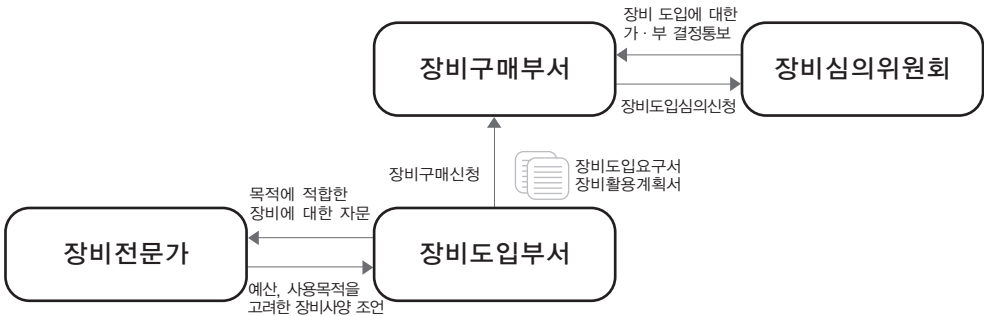 장비 도입에 대한
가 · 부 결정통보
장비구매부서
장비심의위원회
장비도입심의신청
장비구매신청
장비도입요구서
장비활용계획서
목적에 적합한
장비에 대한 자문
장비전문가
장비도입부서
예산, 사용목적을
고려한 장비사양 조언